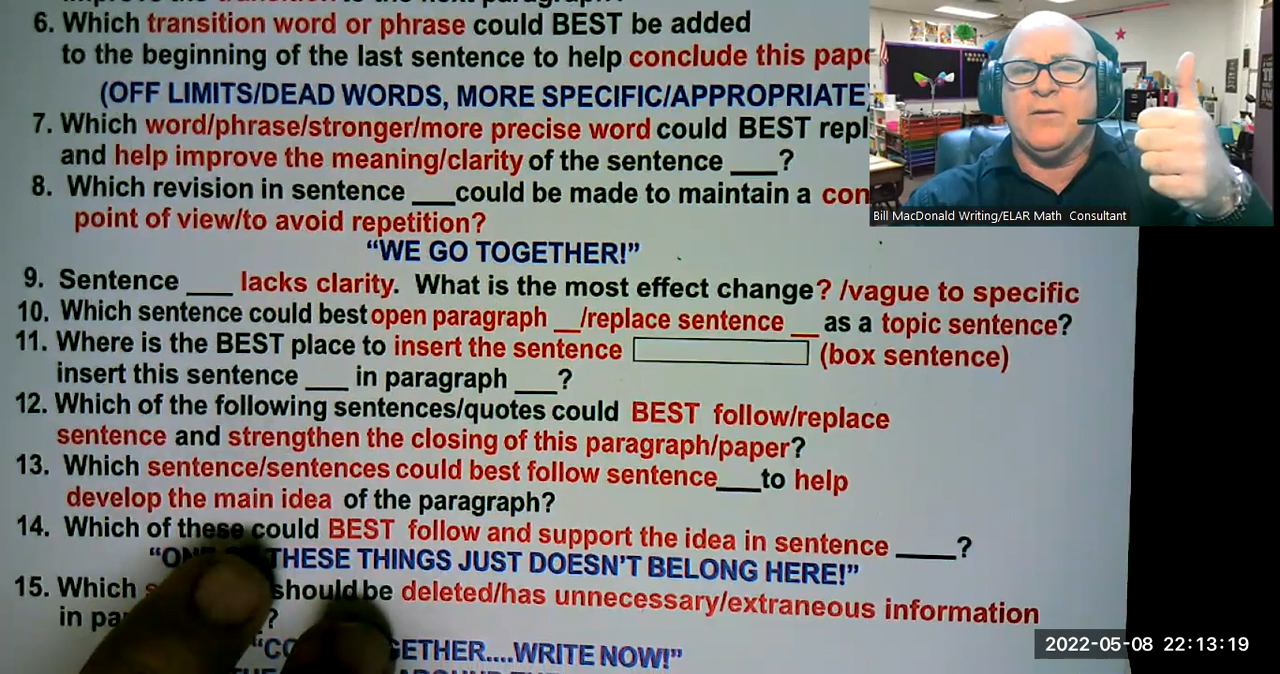 6. Which transition word or phrase could BEST be added
to the beginning of the last sentence to help conclude this pape
(OFF LIMITS/DEAD WORDS, MORE SPECIFIC/APPROPRIATE
7. Which word/phrase/stronger/more precise word could BEST repl
and help improve the meaning/clarity of the sentence ___?
8. Which revision in sentence ___could be made to maintain a con
point of view/to avoid repetition?
“WE GO TOGETHER!”
9. Sentence ___ lacks clarity. What is the most effect change? /vague to specific
10. Which sentence could best open paragraph __/replace sentence __ as a topic sentence?
11. Where is the BEST place to insert the sentence (box sentence)
insert this sentence ___ in paragraph ___?
12. Which of the following sentences/quotes could BEST follow/replace
sentence and strengthen the closing of this paragraph/paper?
13. Which sentence/sentences could best follow sentence___to help
develop the main idea of the paragraph?
14. Which of these could BEST follow and support the idea in sentence ____?
THESE THINGS JUST DOESN’T BELONG HERE!”
15. Which should be deleted/has unnecessary/extraneous information
in ?
WRITE NOW!”
Bill MacDonald Writing/ELAR Math Consultant
2022-05-08 22:13:19